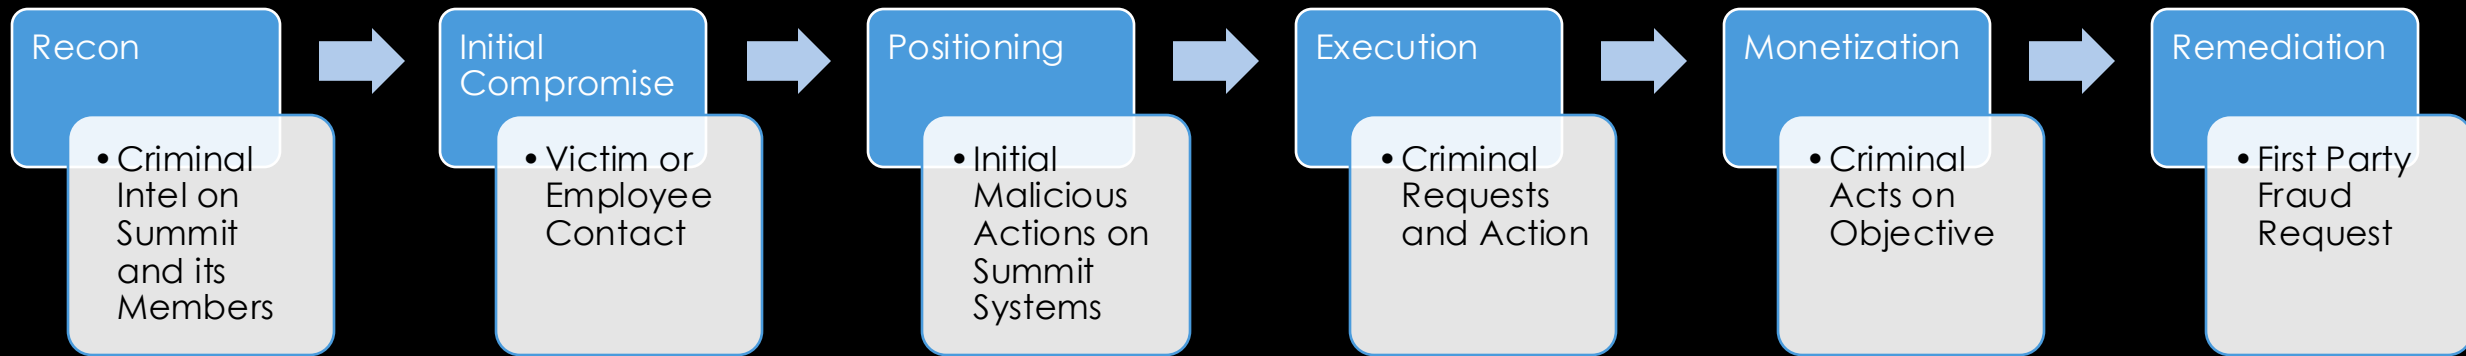 Recon
• Criminal
Intel on
Summit
and its
Members
Initial
Compromise
• Victim or
Employee
Contact
Positioning
• Initial
Malicious
Actions on
Summit
Systems
Execution
• Criminal
Requests
and Action
Monetization
• Criminal
Acts on
Objective
Remediation
• First Party
Fraud
Request